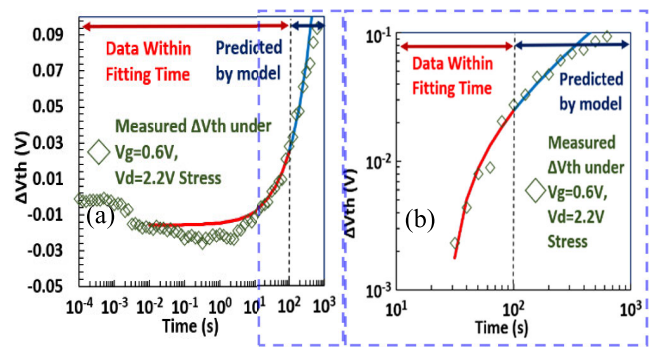 0.09
0.07
0.05
0.03
0.01
-0.01
-0.03
-0.05
ΔVth (V)
Data Within
Fitting Time
Predicted
by model
Measured ΔVth under
Vg=0.6V,
Vd=2.2V Stress
(a)
10-4 10-3 10-2 10-1 100 101 102 103
Time (s)
10-1
10-2
10-3
ΔVth (V)
Data Within
Fitting Time
Predicted
by model
Measured
ΔVth under
Vg=0.6V,
Vd=2.2V
Stress
(b)
101 102 103
Time (s)